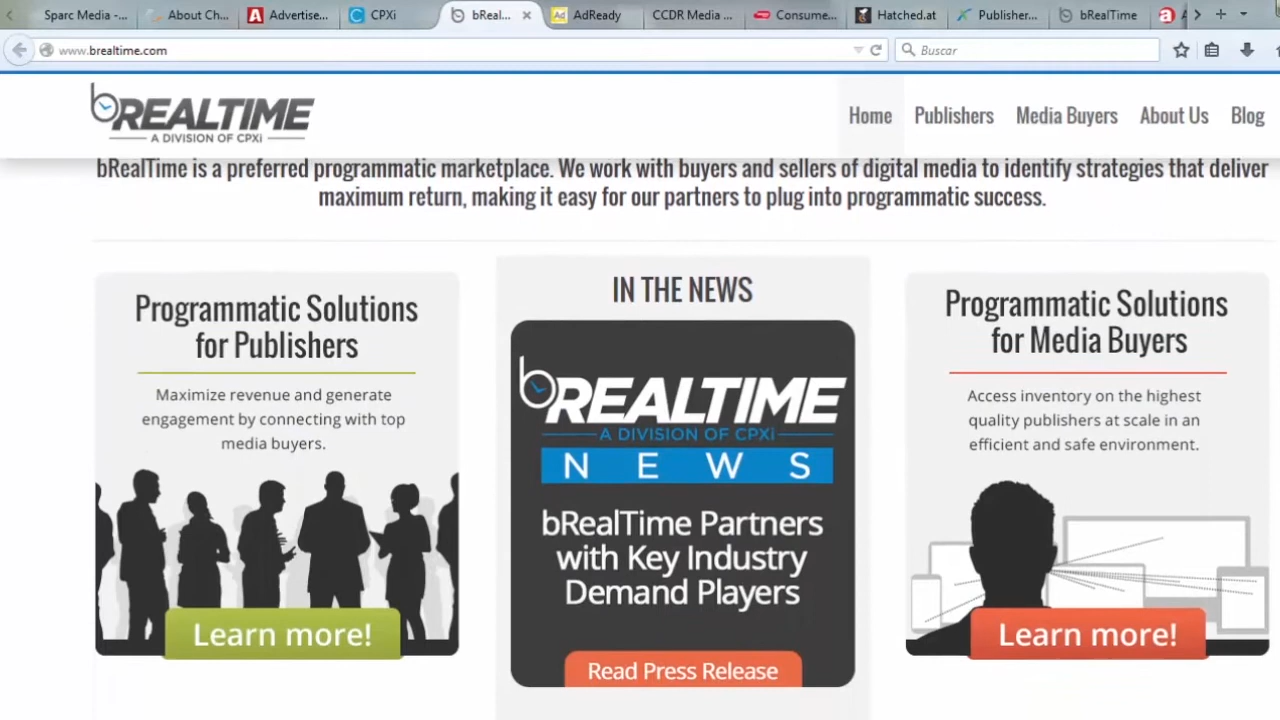 Sparc Media -...
About Ch...
Advertise...
CPXi
bReal...
AdReady
CCDR Media ...
Consume...
Hatched.at
Publisher...
bRealTime
www.brealtime.com
Buscar
bREALTIME
A DIVISION OF CPXi
Home
Publishers
Media Buyers
About Us
Blog
bRealTime is a preferred programmatic marketplace. We work with buyers and sellers of digital media to identify strategies that deliver
maximum return, making it easy for our partners to plug into programmatic success.
Programmatic Solutions
for Publishers
Maximize revenue and generate
engagement by connecting with top
media buyers.
Learn more!
IN THE NEWS
bREALTIME
A DIVISION OF CPXi
NEWS
bRealTime Partners
with Key Industry
Demand Players
Read Press Release
Programmatic Solutions
for Media Buyers
Access inventory on the highest
quality publishers at scale in an
efficient and safe environment.
Learn more!